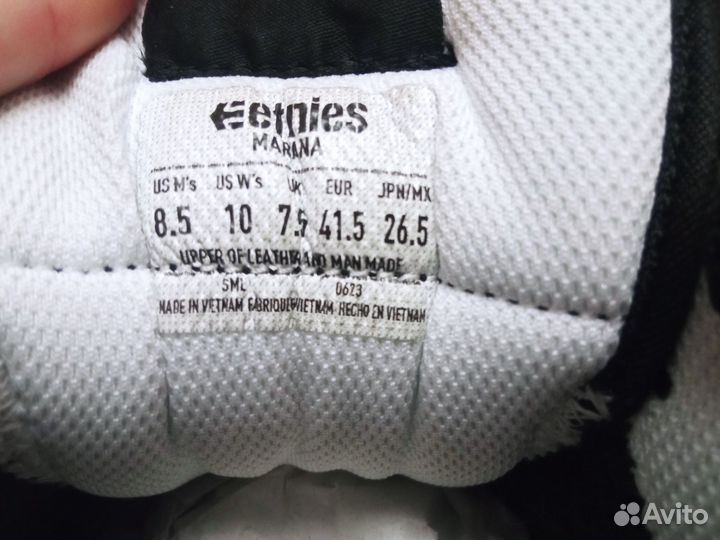 etnies
MARANA
US M's US W's UK EUR JPN/MX
8.5 10 7.5 41.5 26.5
UPPER OF LEATHER AND MAN MADE
SML 0623
MADE IN VIETNAM FABRIQUÉ VIETNAM HECHO EN VIETNAM
Avito